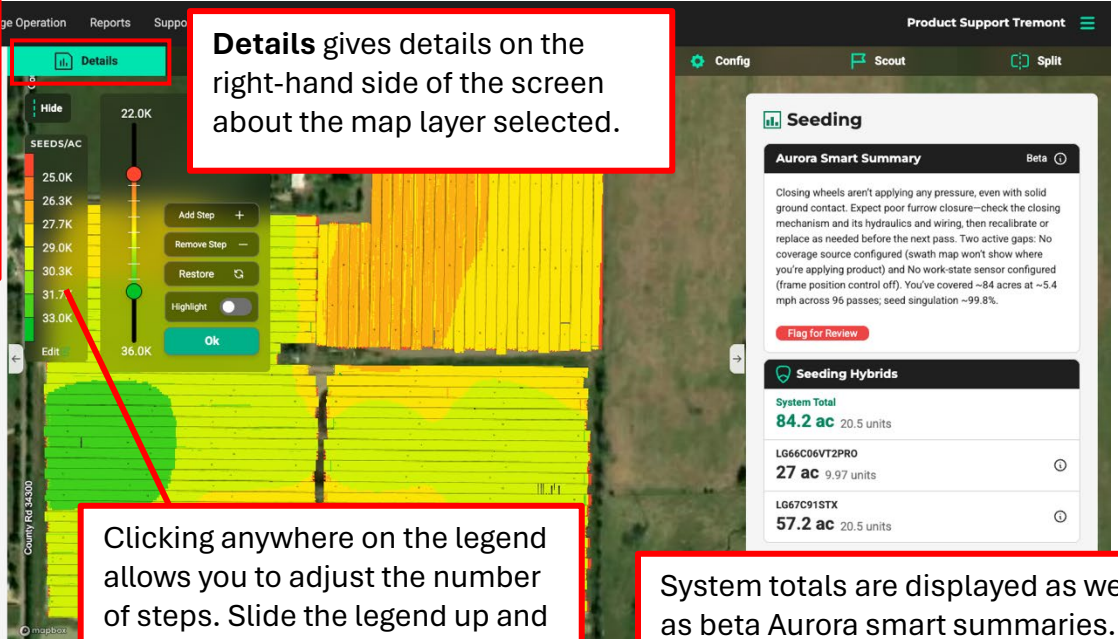 ge Operation Reports Suppo
Product Support Tremont
Details
Config
Scout
Split
Details gives details on the
right-hand side of the screen
about the map layer selected.
Hide
SEEDS/AC
25.0K
26.3K
27.7K
29.0K
30.3K
31.7
33.0K
Edit
22.0K
36.0K
Add Step +
Remove Step −
Restore
Highlight
Ok
Seeding
Aurora Smart Summary Beta
Closing wheels aren't applying any pressure, even with solid
ground contact. Expect poor furrow closure—check the closing
mechanism and its hydraulics and wiring, then recalibrate or
replace as needed before the next pass. Two active gaps: No
coverage source configured (swath map won't show where
you're applying product) and No work-state sensor configured
(frame position control off). You've covered ~84 acres at ~5.4
mph across 96 passes; seed singulation ~99.8%.
Flag for Review
Seeding Hybrids
System Total
84.2 ac 20.5 units
LG66C06VT2PRO
27 ac 9.97 units
LG67C91STX
57.2 ac 20.5 units
County Rd 34300
Clicking anywhere on the legend
allows you to adjust the number
of steps. Slide the legend up and
System totals are displayed as we
as beta Aurora smart summaries.
mapbox